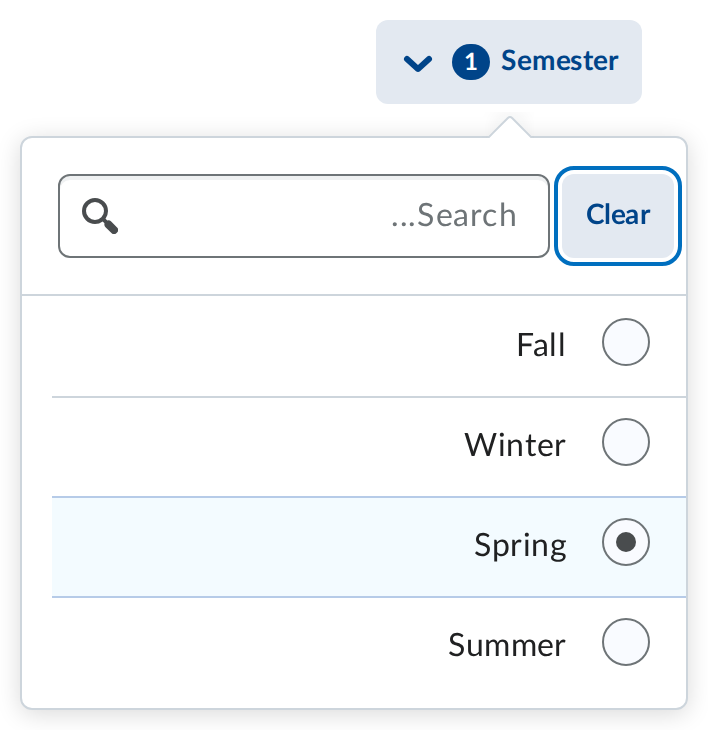 1 Semester
...Search
Clear
Fall
Winter
Spring
Summer